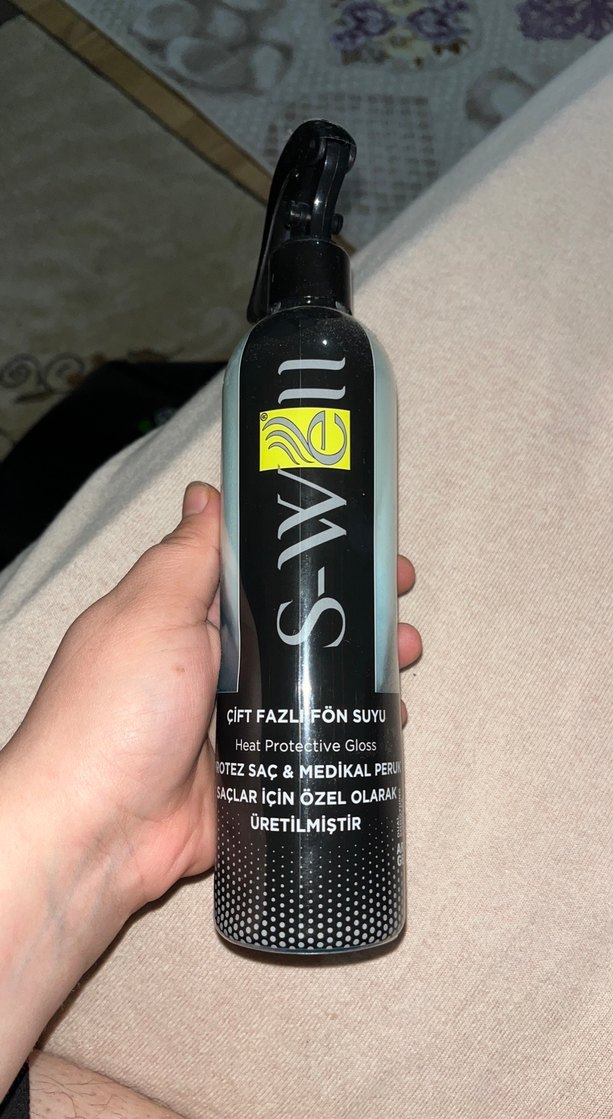 S-Well
®
ÇİFT FAZLI FÖN SUYU
Heat Protective Gloss
ROTEZ SAÇ & MEDİKAL PERUK
SAÇLAR İÇİN ÖZEL OLARAK
ÜRETİLMİŞTİR